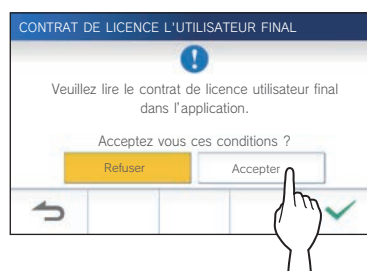 CONTRAT DE LICENCE L'UTILISATEUR FINAL
Veuillez lire le contrat de licence utilisateur final
dans l'application.
Acceptez vous ces conditions ?
Refuser
Accepter